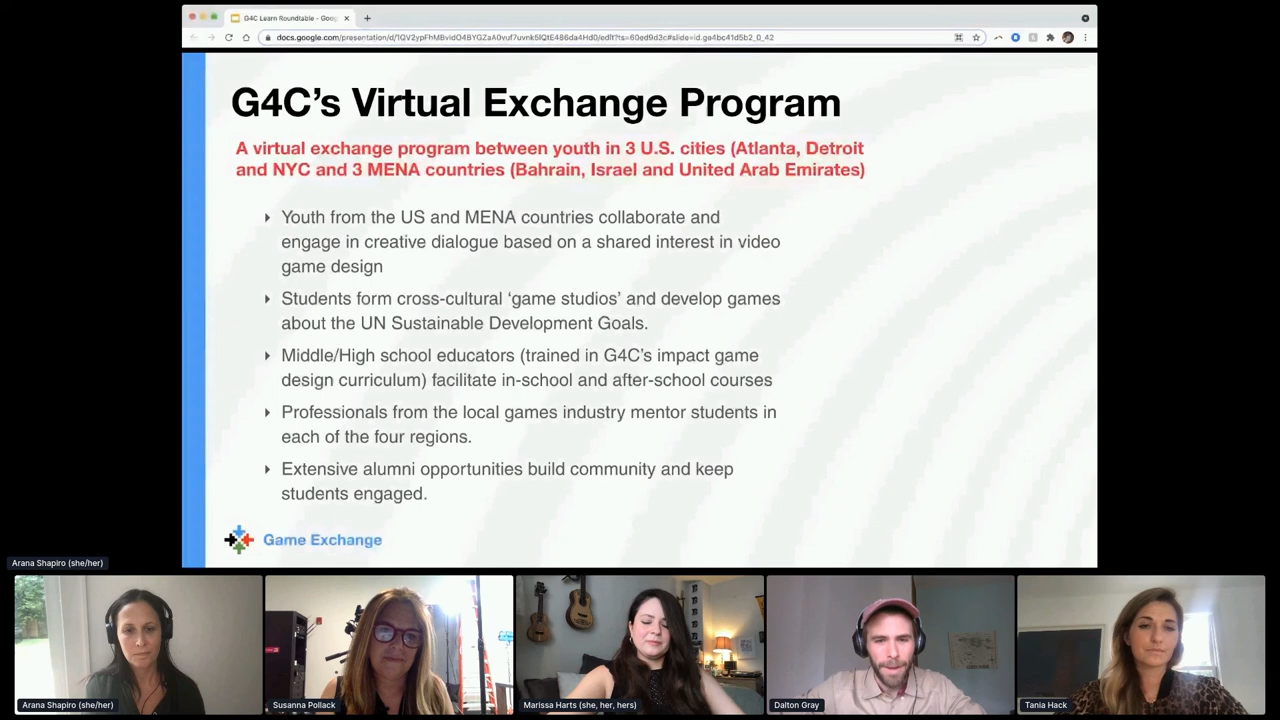 G4C Learn Roundtable - Goog
docs.google.com/presentation/d/1QV2ypFhMBvidO4BYGZaA0vuf7uvnk5lQtE486da4Hd0/edit?ts=60ed9d3c#slide=id.ge4bc41d5b2_0_42
G4C’s Virtual Exchange Program
A virtual exchange program between youth in 3 U.S. cities (Atlanta, Detroit
and NYC and 3 MENA countries (Bahrain, Israel and United Arab Emirates)
Youth from the US and MENA countries collaborate and
engage in creative dialogue based on a shared interest in video
game design
Students form cross-cultural ‘game studios’ and develop games
about the UN Sustainable Development Goals.
Middle/High school educators (trained in G4C’s impact game
design curriculum) facilitate in-school and after-school courses
Professionals from the local games industry mentor students in
each of the four regions.
Extensive alumni opportunities build community and keep
students engaged.
Game Exchange
Arana Shapiro (she/her)
Arana Shapiro (she/her)
Susanna Pollack
Marissa Harts (she, her, hers)
Dalton Gray
Tania Hack